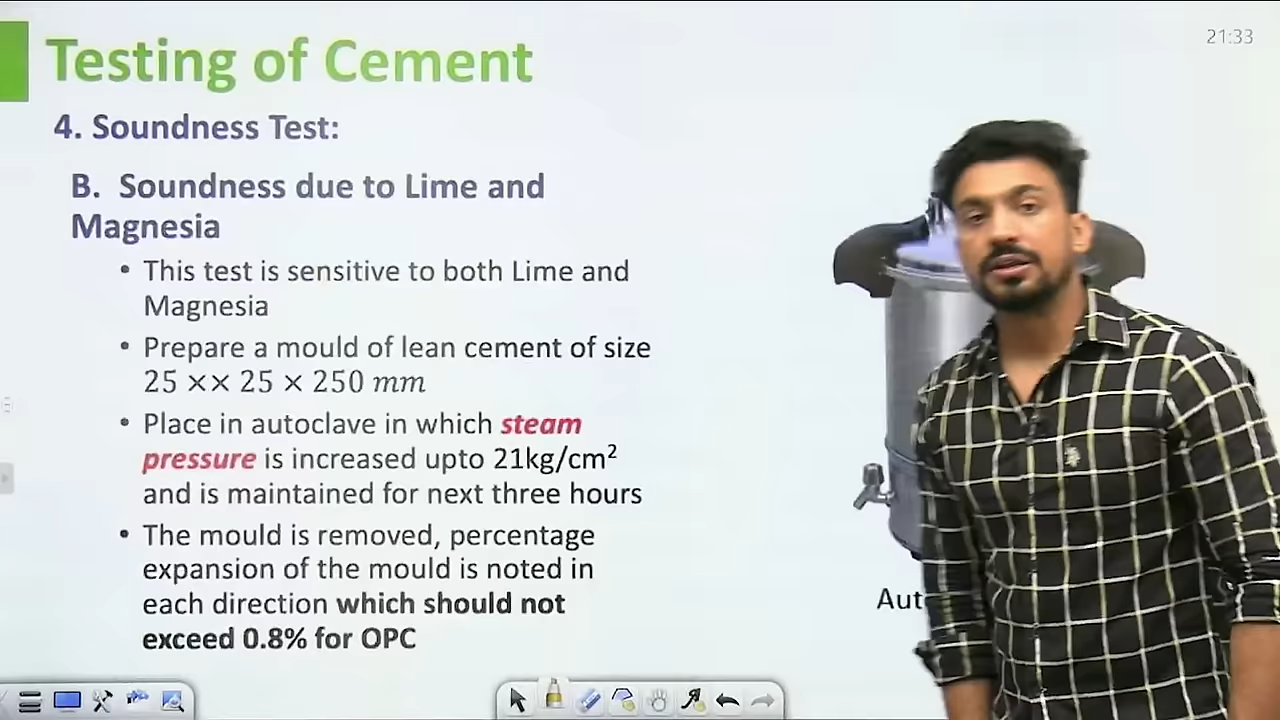 21:33
Testing of Cement
4. Soundness Test:
B. Soundness due to Lime and
Magnesia
• This test is sensitive to both Lime and
Magnesia
• Prepare a mould of lean cement of size
25 ×× 25 × 250 mm
• Place in autoclave in which steam
pressure is increased upto 21kg/cm²
and is maintained for next three hours
• The mould is removed, percentage
expansion of the mould is noted in
each direction which should not
exceed 0.8% for OPC